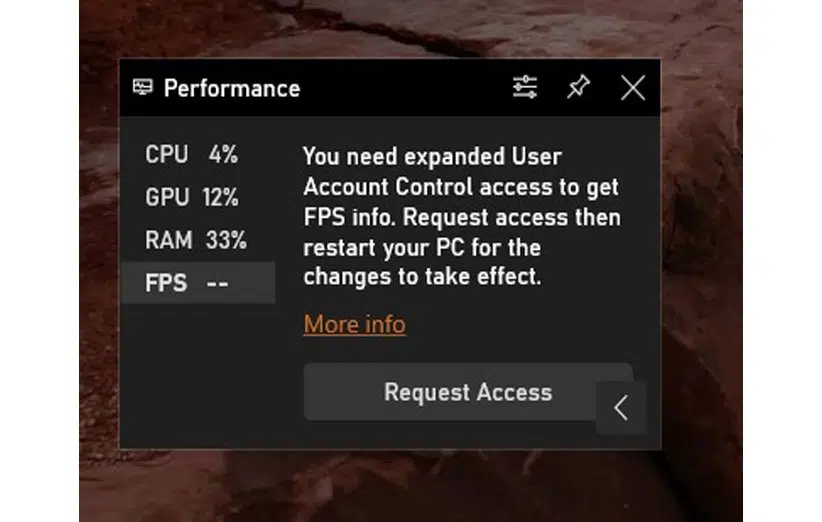 Performance
CPU 4%
GPU 12%
RAM 33%
FPS --
You need expanded User
Account Control access to get
FPS info. Request access then
restart your PC for the
changes to take effect.
More info
Request Access